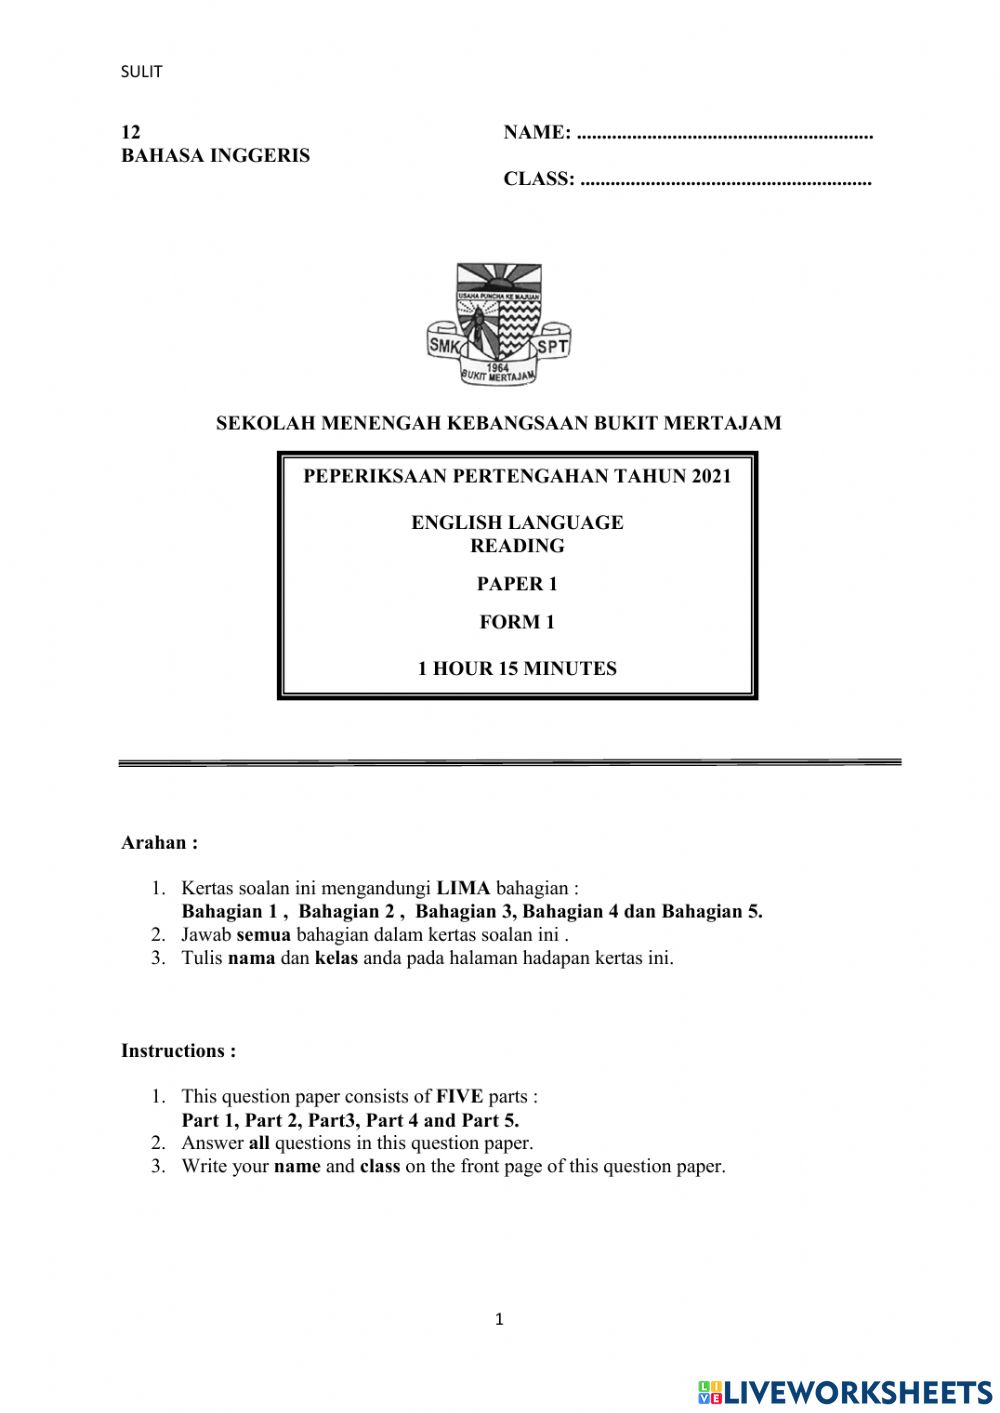 SULIT
12
BAHASA INGGERIS
NAME: ...........................................................
CLASS: ..........................................................
USAHA PUNCHA KE MAJUAN
SMK SPT
1964
BUKIT MERTAJAM
SEKOLAH MENENGAH KEBANGSAAN BUKIT MERTAJAM
PEPERIKSAAN PERTENGAHAN TAHUN 2021
ENGLISH LANGUAGE
READING
PAPER 1
FORM 1
1 HOUR 15 MINUTES
Arahan :
1. Kertas soalan ini mengandungi LIMA bahagian :
Bahagian 1 , Bahagian 2 , Bahagian 3, Bahagian 4 dan Bahagian 5.
2. Jawab semua bahagian dalam kertas soalan ini .
3. Tulis nama dan kelas anda pada halaman hadapan kertas ini.
Instructions :
1. This question paper consists of FIVE parts :
Part 1, Part 2, Part3, Part 4 and Part 5.
2. Answer all questions in this question paper.
3. Write your name and class on the front page of this question paper.
1
LIVE LIVEWORKSHEETS